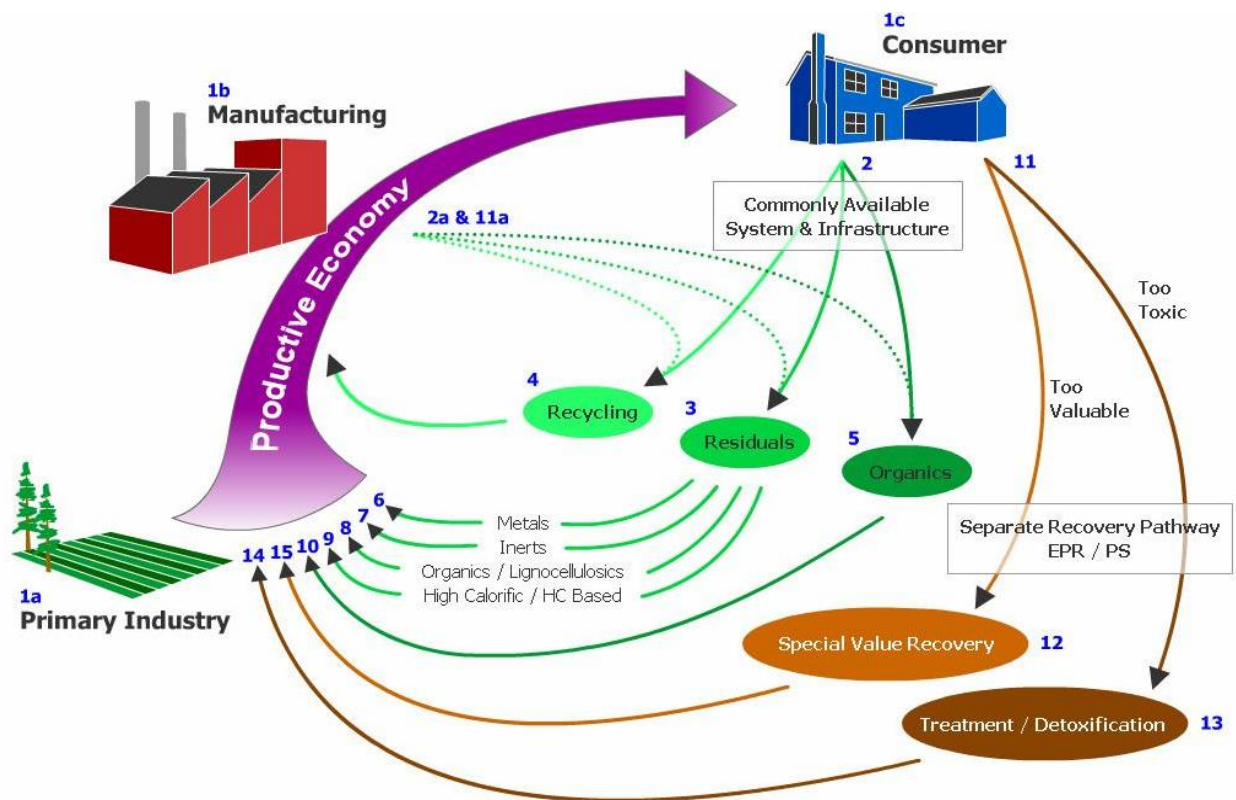 1c
Consumer
1b
Manufacturing
2
11
Commonly Available
System & Infrastructure
2a & 11a
Productive Economy
Too
Toxic
4
Recycling
3
Residuals
Too
Valuable
5
Organics
6
7
8
9
10
15
14
Metals
Inerts
Organics / Lignocellulosics
High Calorific / HC Based
Separate Recovery Pathway
EPR / PS
1a
Primary Industry
Special Value Recovery
12
Treatment / Detoxification
13